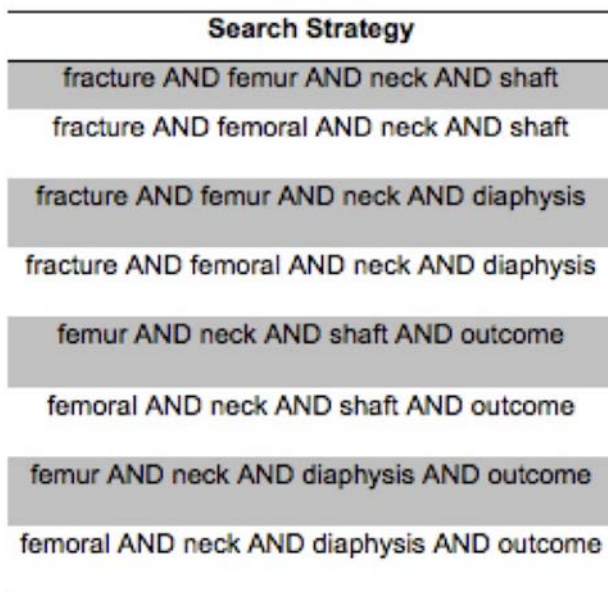 Search Strategy
fracture AND femur AND neck AND shaft
fracture AND femoral AND neck AND shaft
fracture AND femur AND neck AND diaphysis
fracture AND femoral AND neck AND diaphysis
femur AND neck AND shaft AND outcome
femoral AND neck AND shaft AND outcome
femur AND neck AND diaphysis AND outcome
femoral AND neck AND diaphysis AND outcome